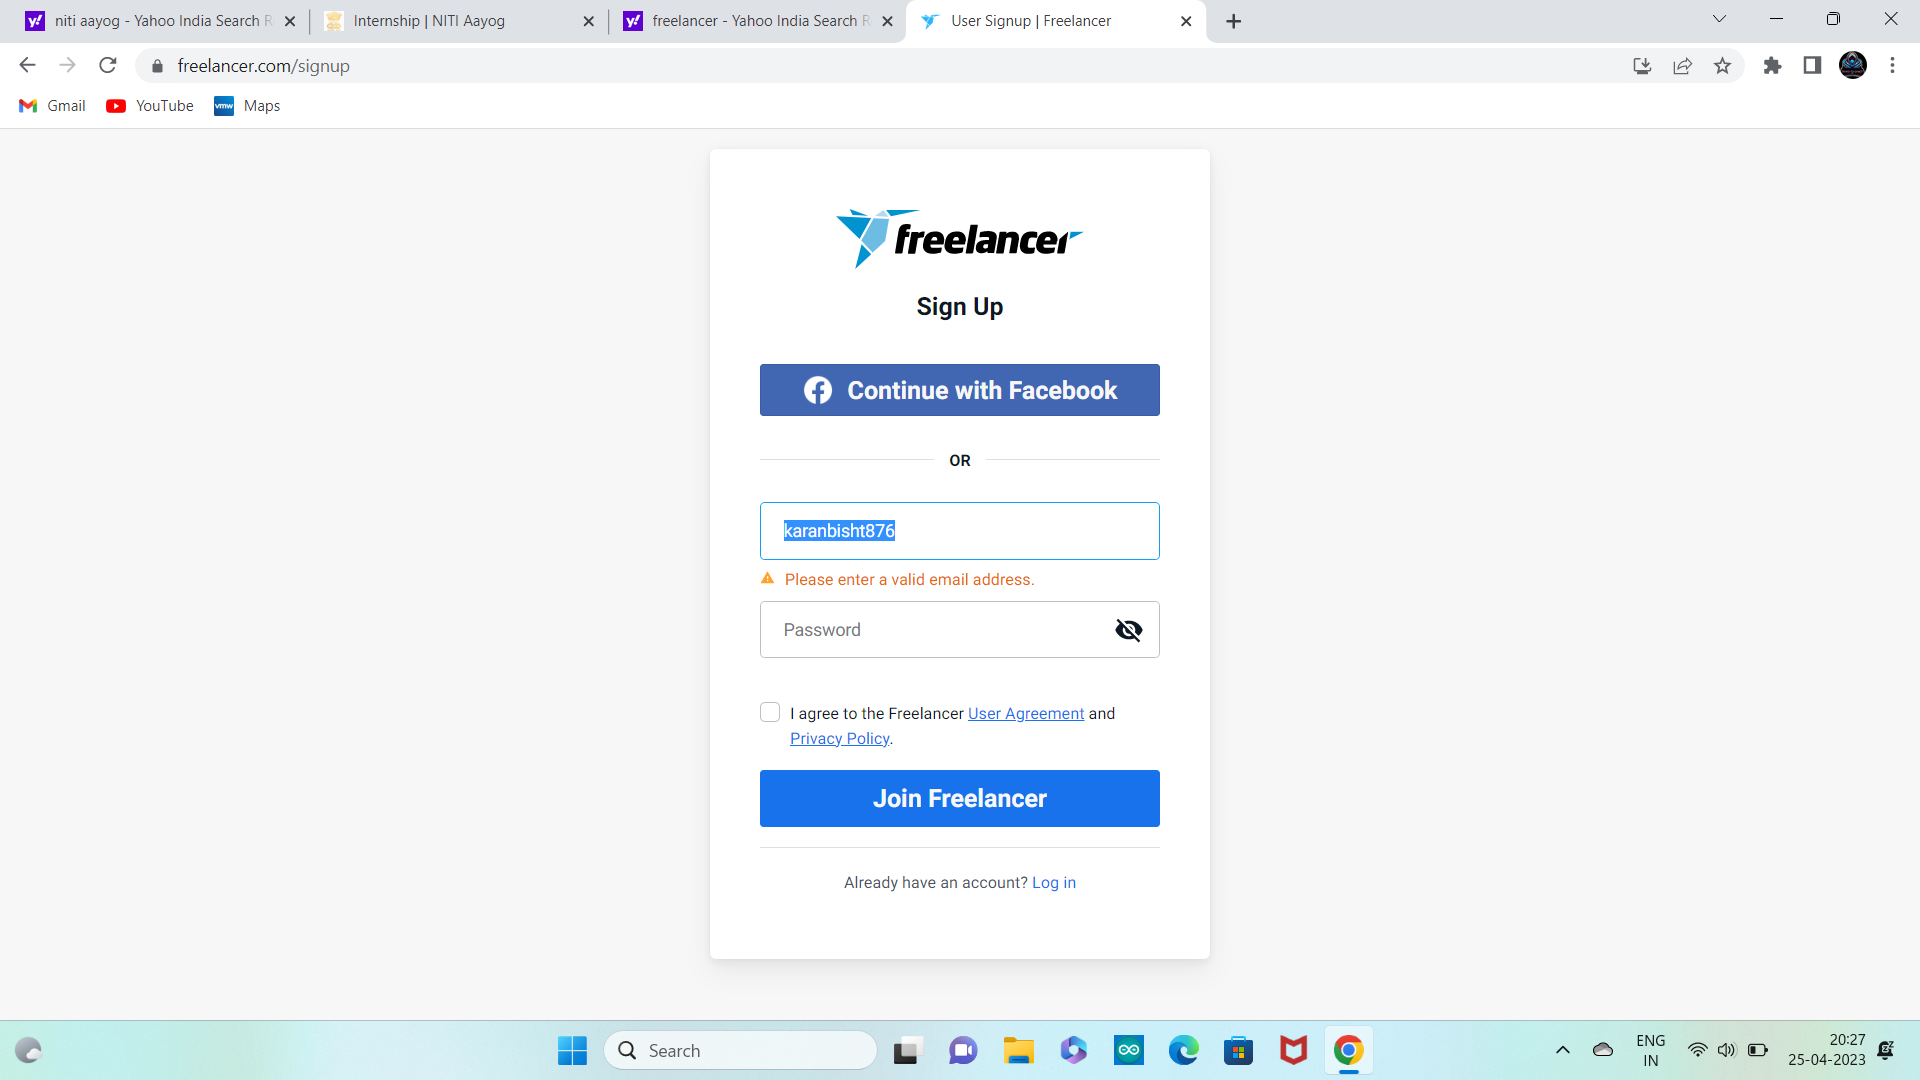 niti aayog - Yahoo India Search R
Internship | NITI Aayog
freelancer - Yahoo India Search R
User Signup | Freelancer
freelancer.com/signup
Gmail
YouTube
vmw
Maps
freelancer
Sign Up
Continue with Facebook
OR
karanbisht876
Please enter a valid email address.
Password
I agree to the Freelancer User Agreement and
Privacy Policy.
Join Freelancer
Already have an account? Log in
Search
ENG
IN
20:27
25-04-2023